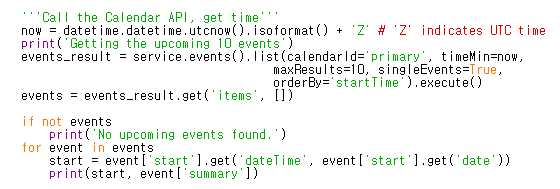 '''Call the Calendar API, get time'''
now = datetime.datetime.utcnow().isoformat() + 'Z' # 'Z' indicates UTC time
print('Getting the upcoming 10 events')
events_result = service.events().list(calendarId='primary', timeMin=now,
maxResults=10, singleEvents=True,
orderBy='startTime').execute()
events = events_result.get('items', [])
if not events
print('No upcoming events found.')
for event in events
start = event['start'].get('dateTime', event['start'].get('date'))
print(start, event['summary'])